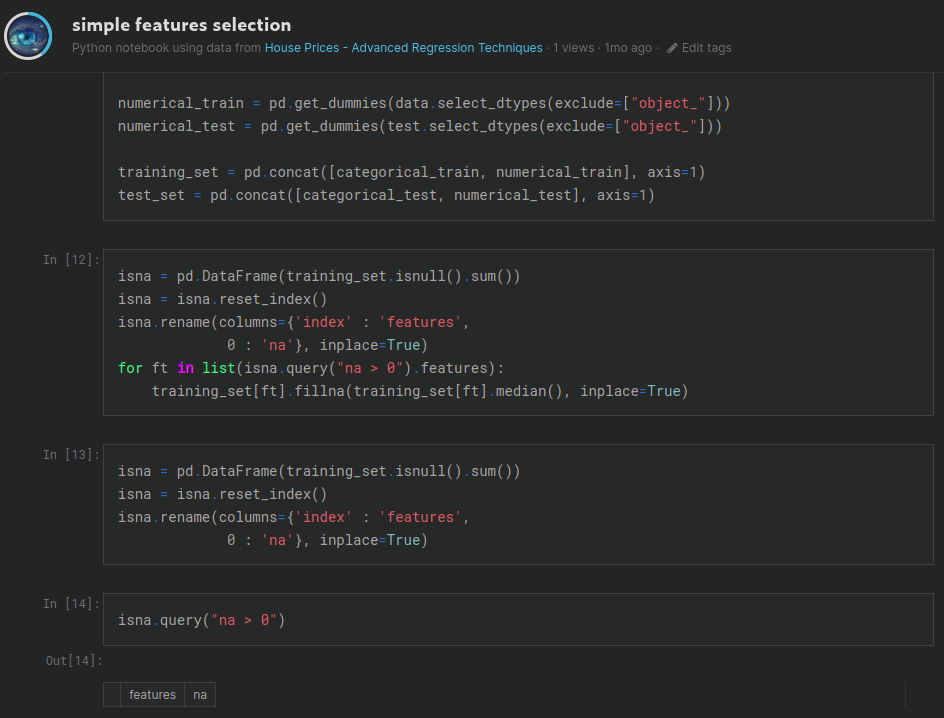 simple features selection
Python notebook using data from House Prices - Advanced Regression Techniques · 1 views · 1mo ago · Edit tags
numerical_train = pd.get_dummies(data.select_dtypes(exclude=["object_"]))
numerical_test = pd.get_dummies(test.select_dtypes(exclude=["object_"]))
training_set = pd.concat([categorical_train, numerical_train], axis=1)
test_set = pd.concat([categorical_test, numerical_test], axis=1)
In [12]:
isna = pd.DataFrame(training_set.isnull().sum())
isna = isna.reset_index()
isna.rename(columns={'index' : 'features',
0 : 'na'}, inplace=True)
for ft in list(isna.query("na > 0").features):
training_set[ft].fillna(training_set[ft].median(), inplace=True)
In [13]:
isna = pd.DataFrame(training_set.isnull().sum())
isna = isna.reset_index()
isna.rename(columns={'index' : 'features',
0 : 'na'}, inplace=True)
In [14]:
isna.query("na > 0")
Out[14]:
features na